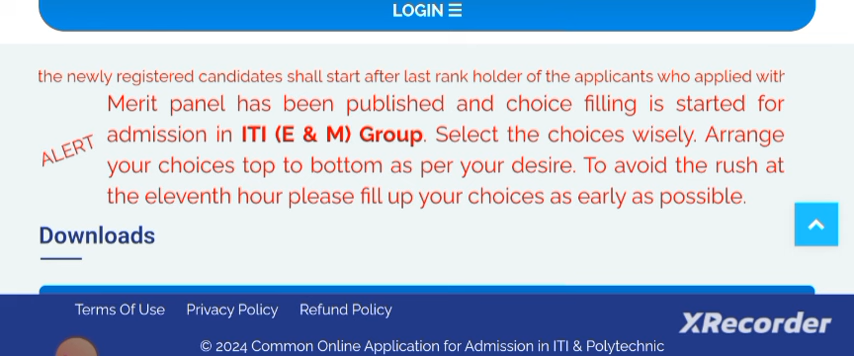 LOGIN ☰
the newly registered candidates shall start after last rank holder of the applicants who applied with
Merit panel has been published and choice filling is started for
ALERT admission in ITI (E & M) Group. Select the choices wisely. Arrange
your choices top to bottom as per your desire. To avoid the rush at
the eleventh hour please fill up your choices as early as possible.
Downloads
Terms Of Use Privacy Policy Refund Policy
XRecorder
© 2024 Common Online Application for Admission in ITI & Polytechnic